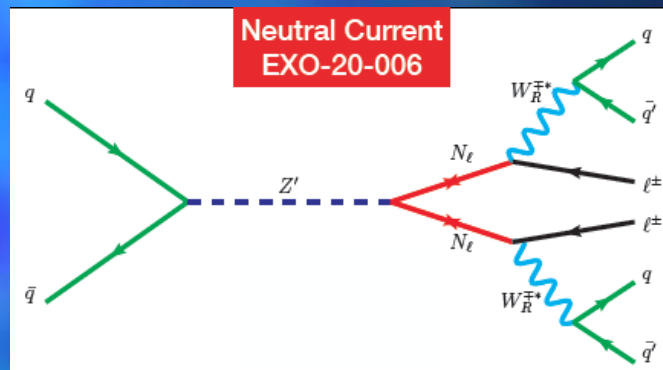 Neutral Current
EXO-20-006
q
W_R^{∓*}
q̄′
q
N_ℓ
ℓ^±
Z′
ℓ^±
N_ℓ
q
q̄
W_R^{∓*}
q̄′